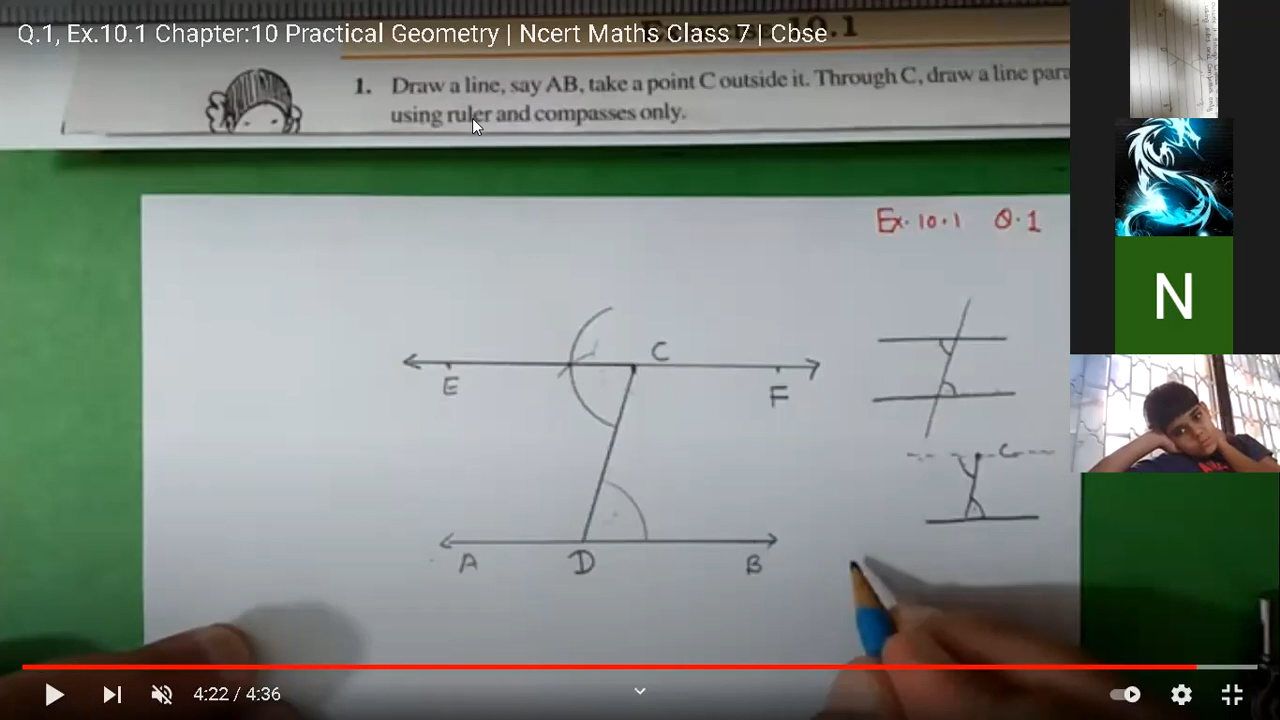 Q.1, Ex.10.1 Chapter:10 Practical Geometry | Ncert Maths Class 7 | Cbse
1. Draw a line, say AB, take a point C outside it. Through C, draw a line para
using ruler and compasses only.
Ex. 10.1 Q.1
C
E
F
C
A
D
B
N
4:22 / 4:36